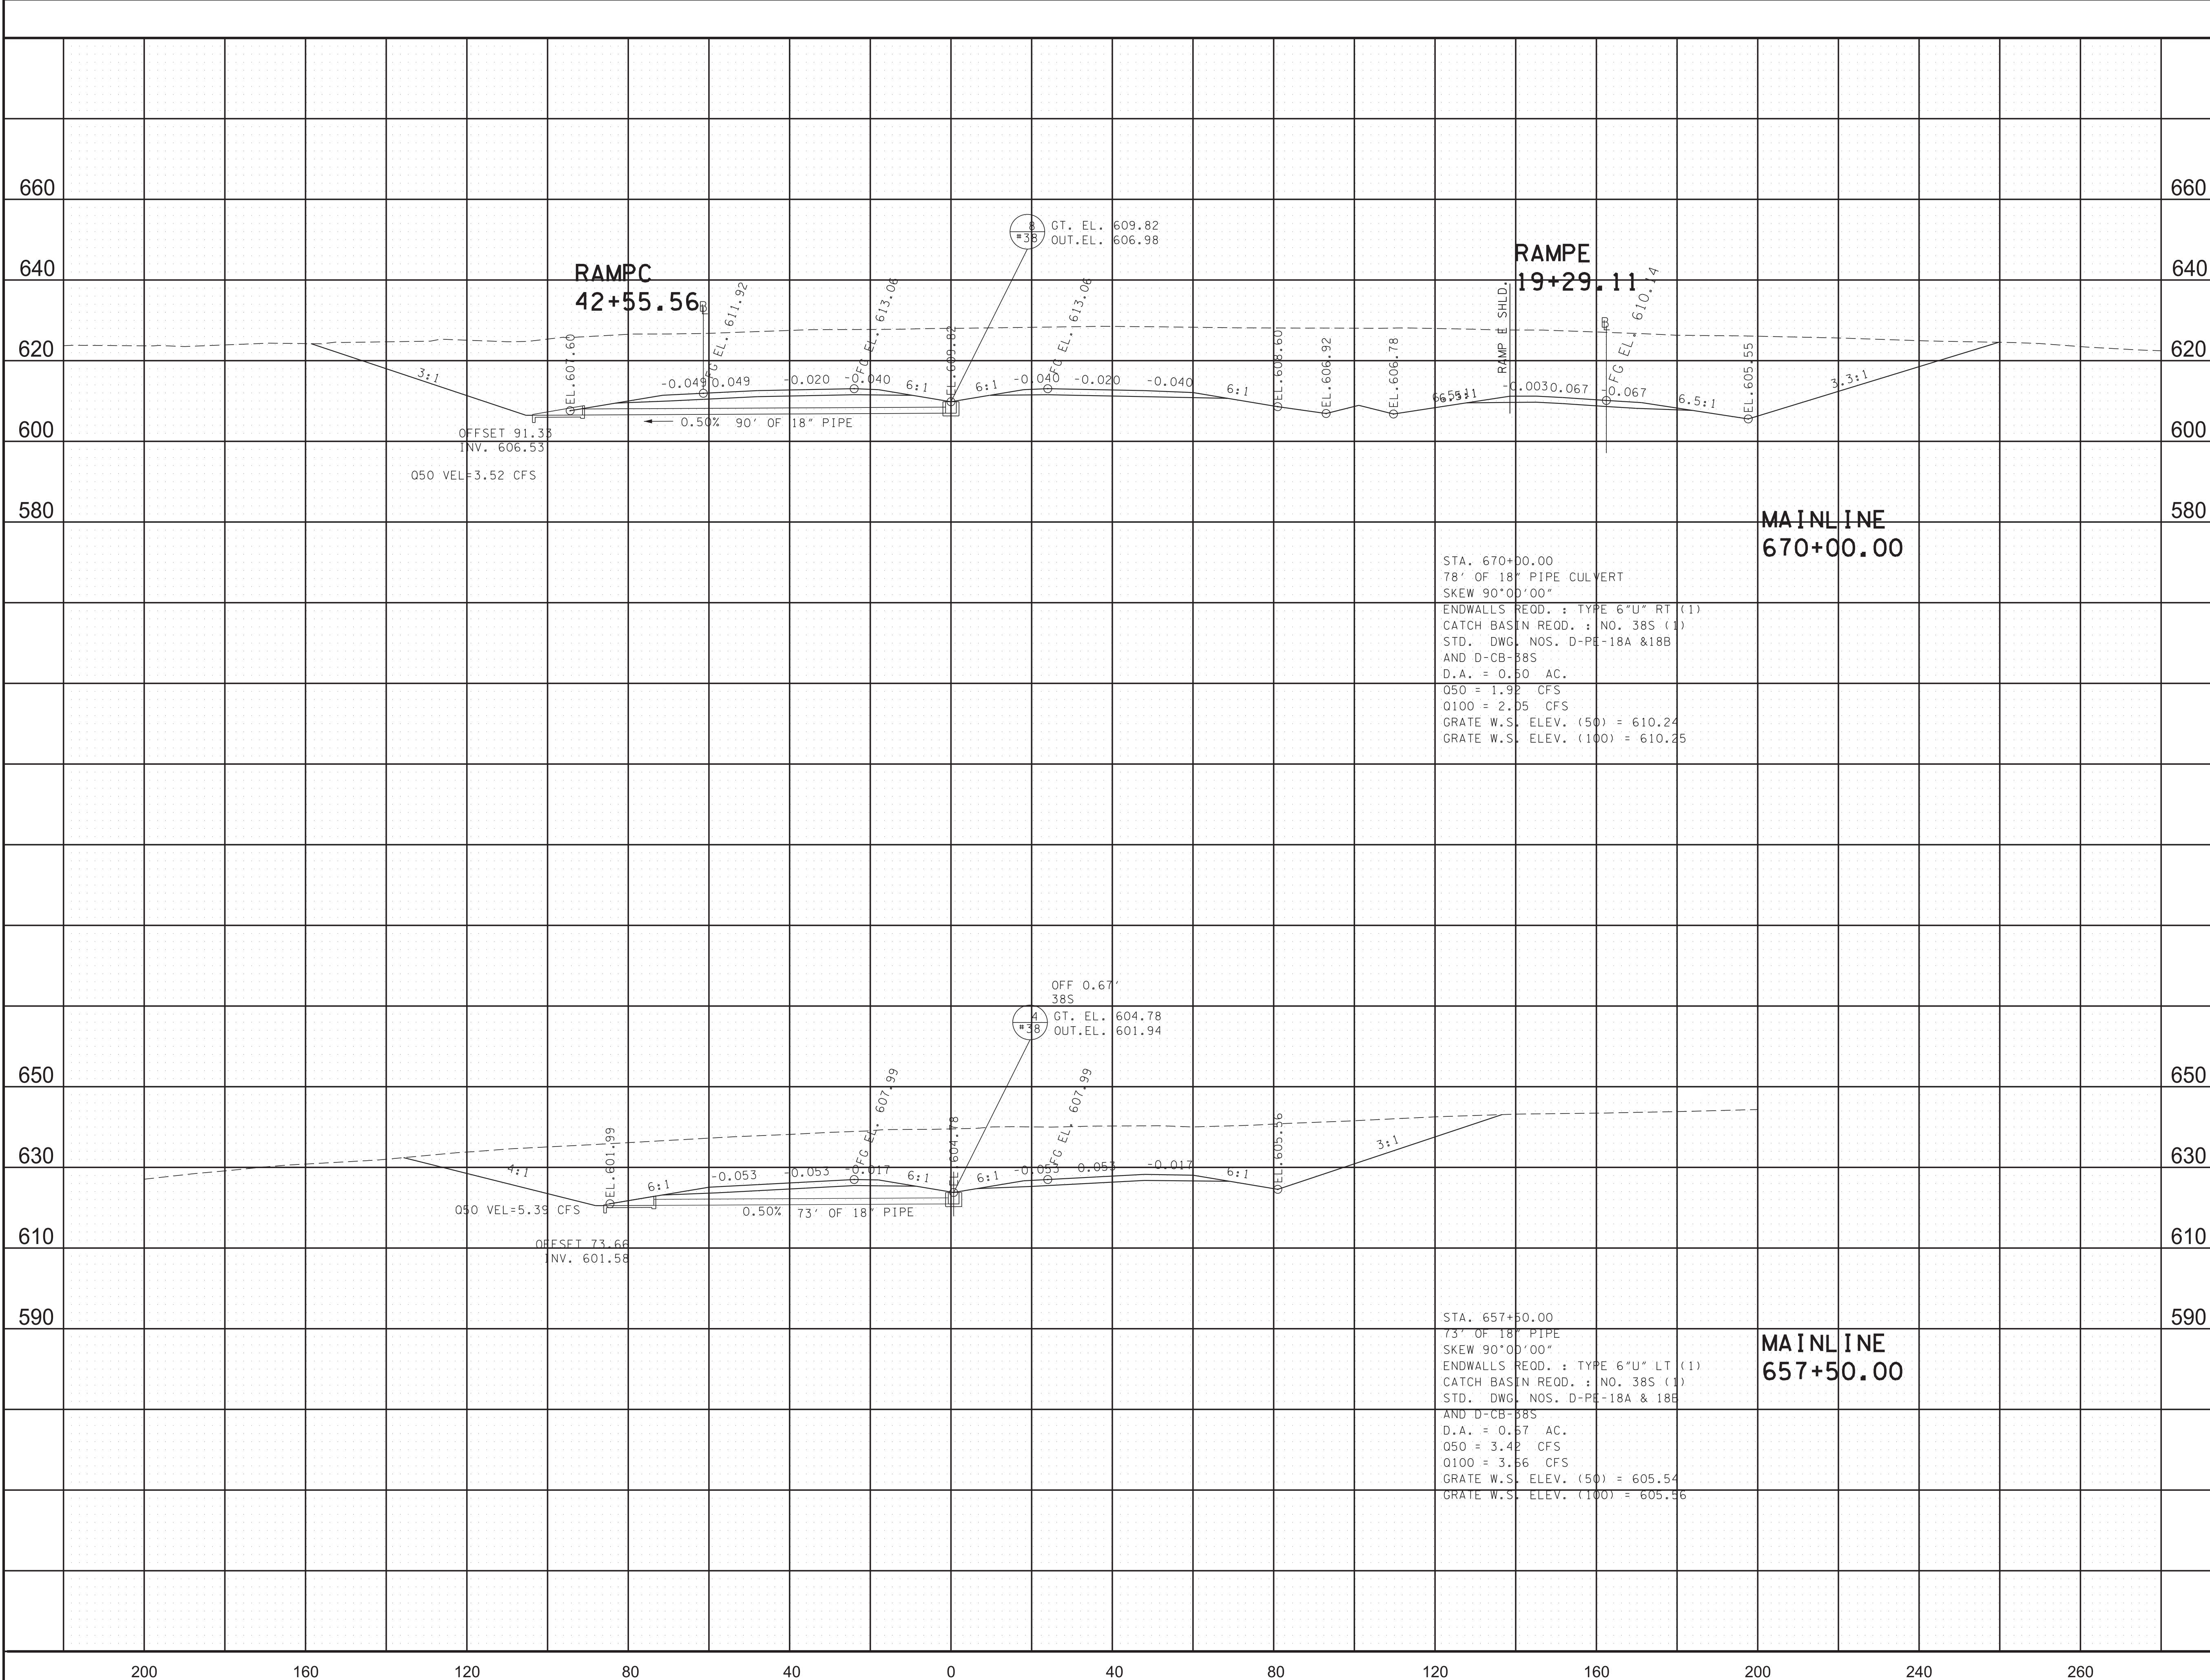 660
660
8
#38
GT. EL. 609.82
OUT.EL. 606.98
RAMPE
19+29.11
RAMPC
42+55.56
640
640
RAMP E SHLD.
FG EL. 611.92
FG EL. 613.06
FG EL. 613.06
FG EL. 610.14
EL.607.60
EL.609.82
EL.608.60
EL.606.92
EL.606.78
EL.605.55
620
620
3:1
-0.049
0.049
-0.020
-0.040
6:1
6:1
-0.040
-0.020
-0.040
6:1
-0.003
0.067
-0.067
6.5:1
3.3:1
0.50% 90' OF 18" PIPE
600
600
OFFSET 91.33
INV. 606.53
Q50 VEL=3.52 CFS
580
580
MAINLINE
670+00.00
STA. 670+00.00
78' OF 18" PIPE CULVERT
SKEW 90°00'00"
ENDWALLS REQD. : TYPE 6"U" RT (1)
CATCH BASIN REQD. : NO. 38S (1)
STD. DWG. NOS. D-PE-18A &18B
AND D-CB-38S
D.A. = 0.50 AC.
Q50 = 1.92 CFS
Q100 = 2.05 CFS
GRATE W.S. ELEV. (50) = 610.24
GRATE W.S. ELEV. (100) = 610.25
OFF 0.67'
38S
4
#38
GT. EL. 604.78
OUT.EL. 601.94
650
650
FG EL. 607.99
FG EL. 607.99
EL.601.99
EL.604.78
EL.605.56
630
630
4:1
6:1
-0.053
-0.053
-0.017
6:1
6:1
-0.053
0.053
-0.017
6:1
3:1
Q50 VEL=5.39 CFS
0.50% 73' OF 18" PIPE
610
610
OFFSET 73.66
INV. 601.58
590
590
MAINLINE
657+50.00
STA. 657+50.00
73' OF 18" PIPE
SKEW 90°00'00"
ENDWALLS REQD. : TYPE 6"U" LT (1)
CATCH BASIN REQD. : NO. 38S (1)
STD. DWG. NOS. D-PE-18A & 18B
AND D-CB-38S
D.A. = 0.67 AC.
Q50 = 3.42 CFS
Q100 = 3.66 CFS
GRATE W.S. ELEV. (50) = 605.54
GRATE W.S. ELEV. (100) = 605.56
200 160 120 80 40 0 40 80 120 160 200 240 260